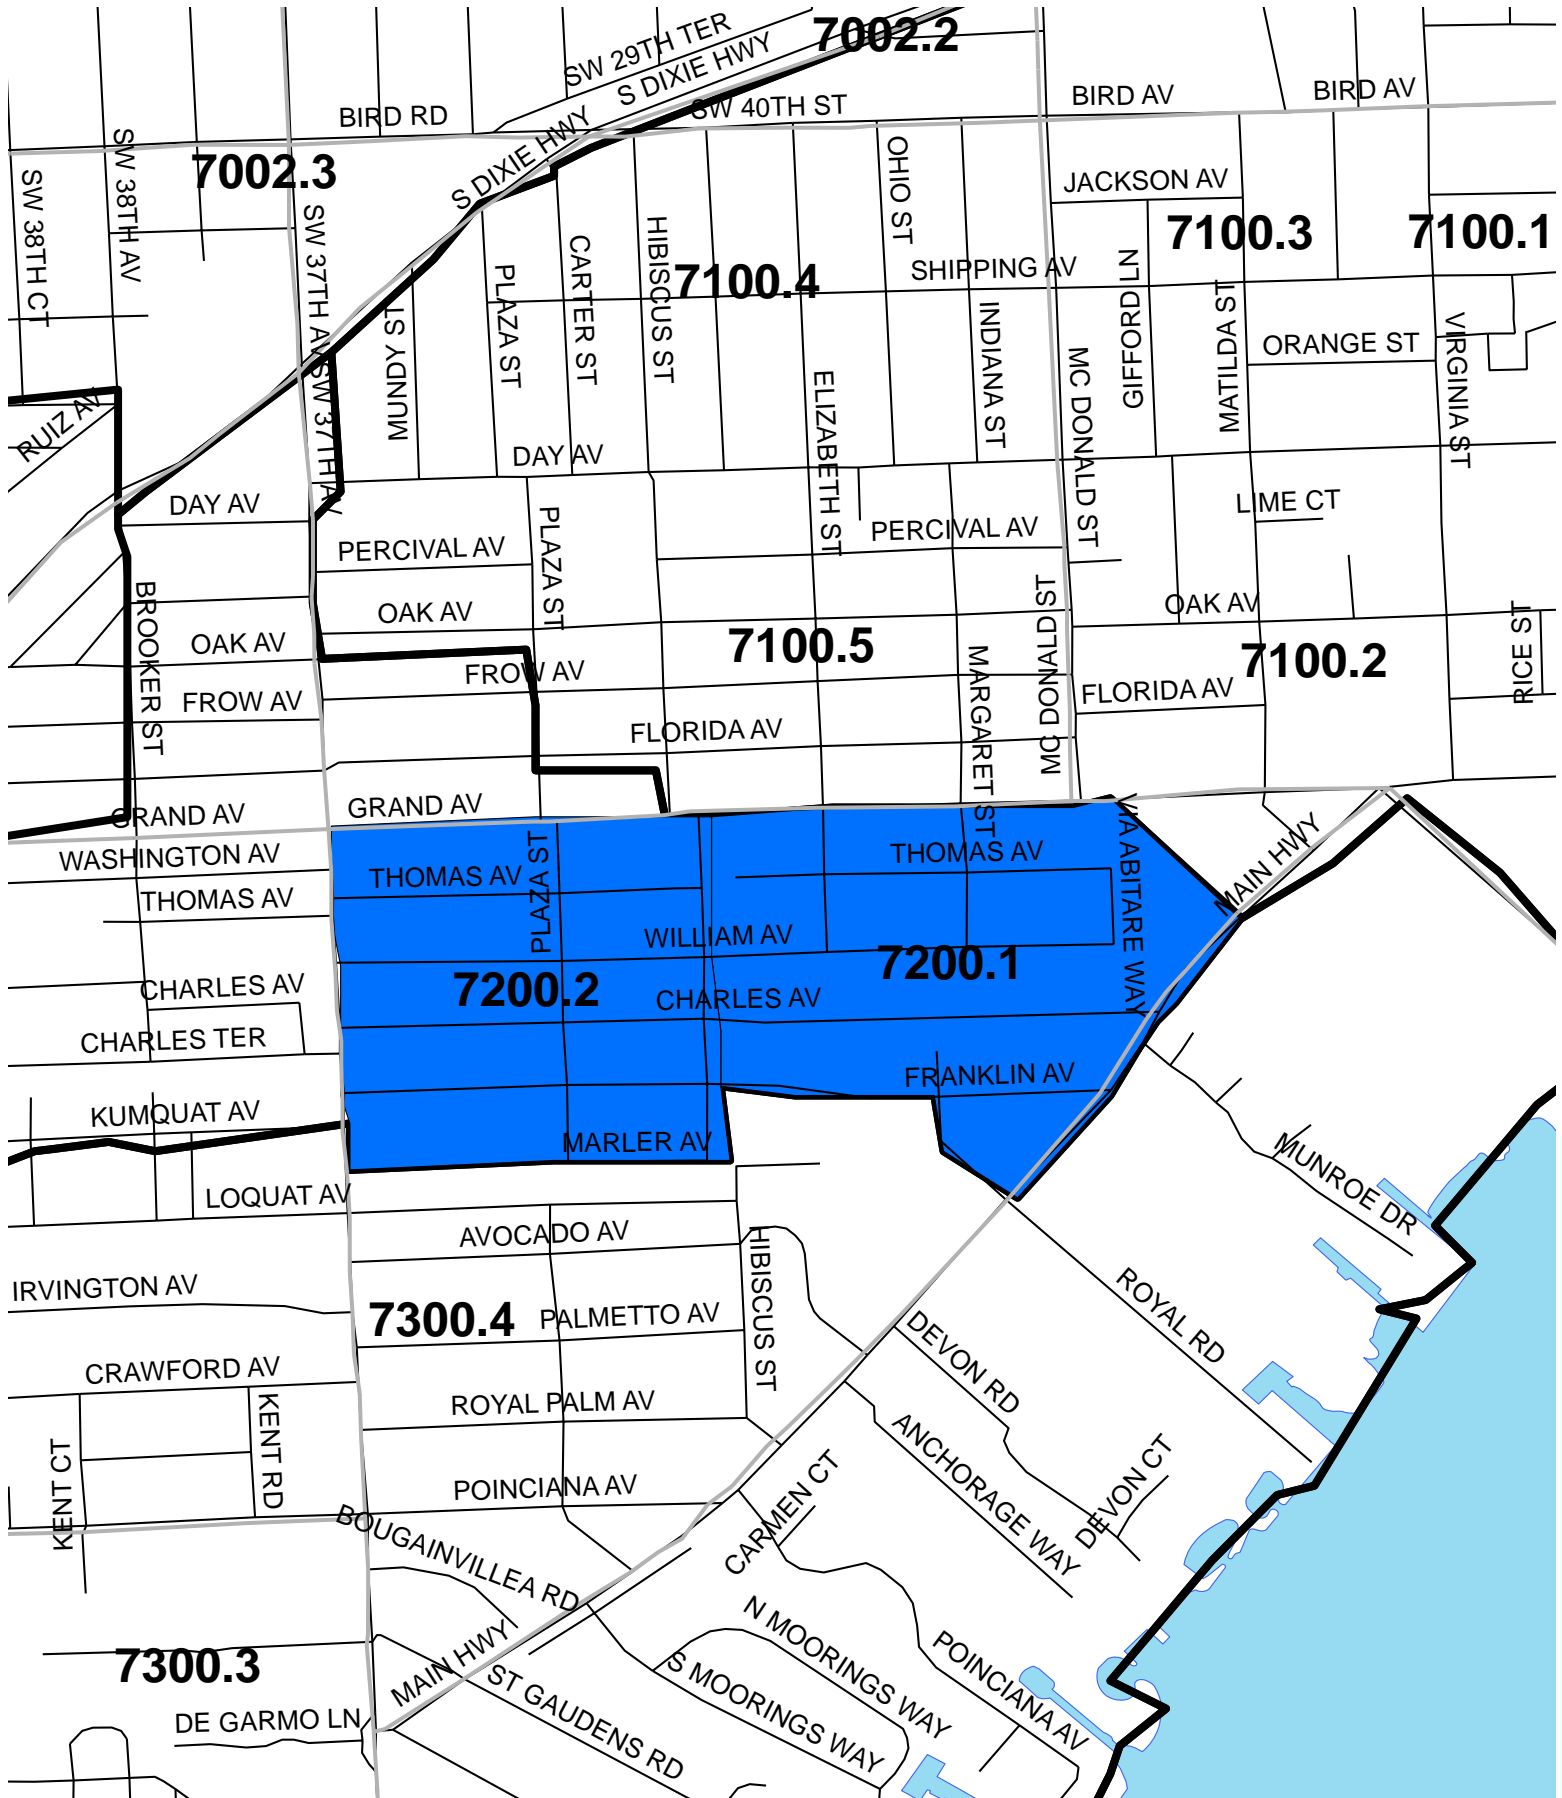 7002.2
SW 29TH TER
S DIXIE HWY
BIRD RD
SW 40TH ST
BIRD AV
BIRD AV
S DIXIE HWY
7002.3
SW 38TH CT
SW 38TH AV
SW 37TH AV
OHIO ST
JACKSON AV
7100.3
7100.1
7100.4
SHIPPING AV
HIBISCUS ST
CARTER ST
PLAZA ST
MUNDY ST
INDIANA ST
GIFFORD LN
MATILDA ST
ORANGE ST
VIRGINIA ST
MC DONALD ST
ELIZABETH ST
SW 37TH AV
RUIZ AV
DAY AV
DAY AV
LIME CT
PERCIVAL AV
PERCIVAL AV
PLAZA ST
BROOKER ST
OAK AV
OAK AV
OAK AV
MC DONALD ST
RICE ST
7100.5
7100.2
MARGARET ST
FROW AV
FROW AV
FLORIDA AV
FLORIDA AV
GRAND AV
GRAND AV
WASHINGTON AV
THOMAS AV
THOMAS AV
THOMAS AV
PLAZA ST
VIA ABITARE WAY
MAIN HWY
WILLIAM AV
7200.2
7200.1
CHARLES AV
CHARLES AV
CHARLES TER
FRANKLIN AV
KUMQUAT AV
MARLER AV
MUNROE DR
LOQUAT AV
AVOCADO AV
HIBISCUS ST
IRVINGTON AV
7300.4
PALMETTO AV
ROYAL RD
DEVON RD
CRAWFORD AV
ROYAL PALM AV
KENT CT
KENT RD
ANCHORAGE WAY
DEVON CT
CARMEN CT
POINCIANA AV
BOUGAINVILLEA RD
N MOORINGS WAY
S MOORINGS WAY
POINCIANA AV
7300.3
MAIN HWY
ST GAUDENS RD
DE GARMO LN